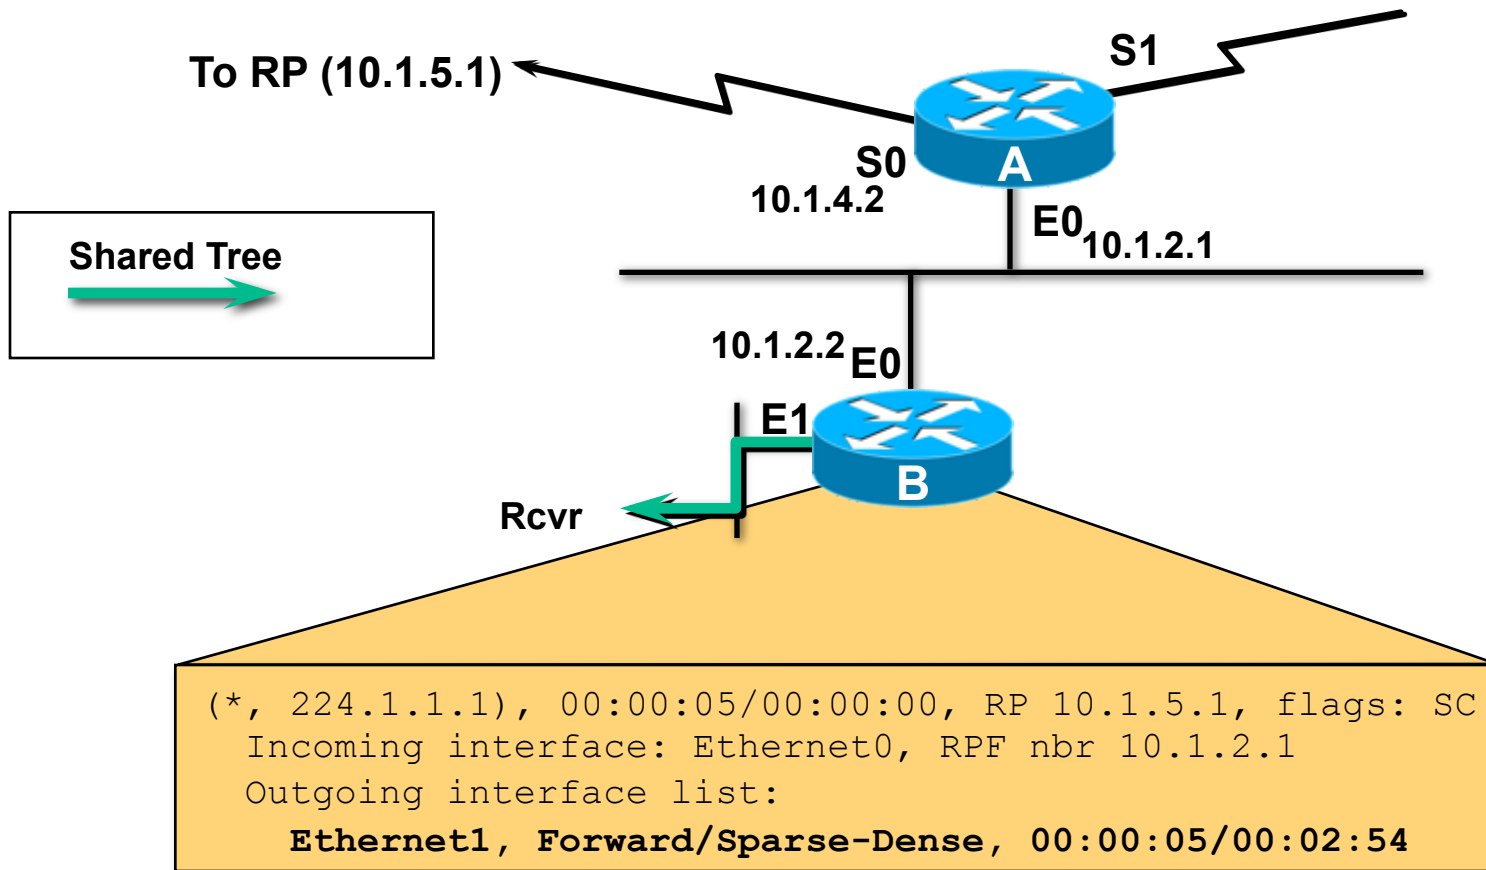 S1
To RP (10.1.5.1)
A
S0
10.1.4.2
E0
10.1.2.1
Shared Tree
10.1.2.2
E0
E1
B
Rcvr
(*, 224.1.1.1), 00:00:05/00:00:00, RP 10.1.5.1, flags: SC
Incoming interface: Ethernet0, RPF nbr 10.1.2.1
Outgoing interface list:
Ethernet1, Forward/Sparse-Dense, 00:00:05/00:02:54